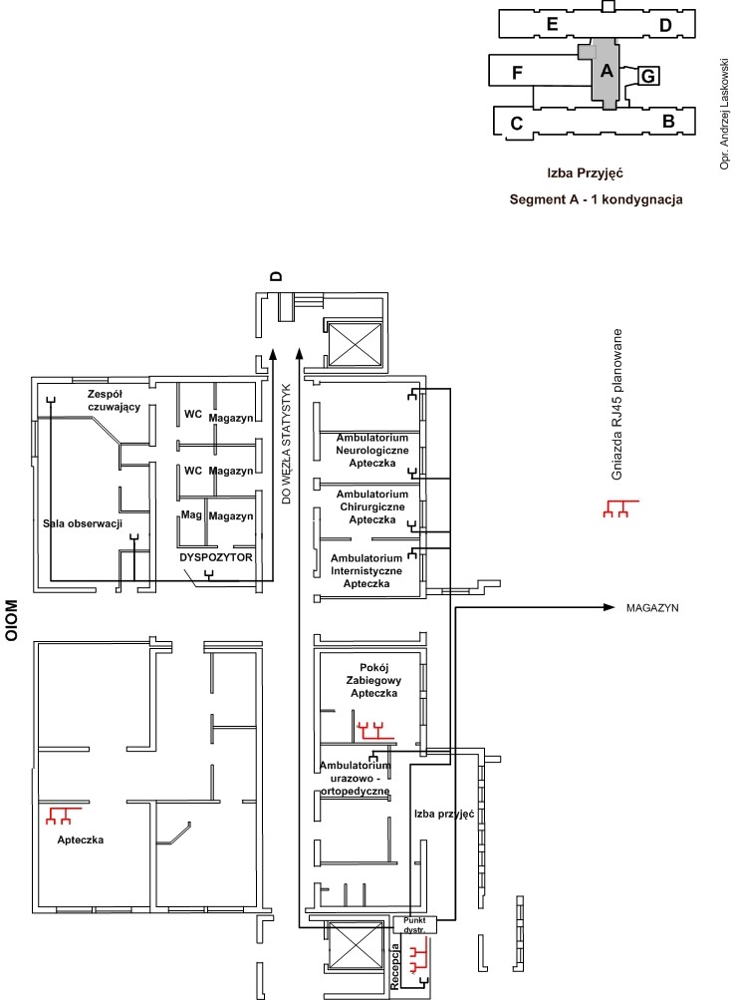 E
D
F
A
G
C
B
Opr. Andrzej Laskowski
Izba Przyjęć
Segment A - 1 kondygnacja
D
Gniazda RJ45 planowane
DO WĘZŁA STATYSTYK
Zespół
czuwający
WC
Magazyn
WC
Magazyn
Mag
Magazyn
Sala obserwacji
DYSPOZYTOR
Ambulatorium
Neurologiczne
Apteczka
Ambulatorium
Chirurgiczne
Apteczka
Ambulatorium
Internistyczne
Apteczka
OIOM
MAGAZYN
Pokój
Zabiegowy
Apteczka
Ambulatorium
urazowo -
ortopedyczne
Izba przyjęć
Apteczka
Punkt
dystr.
Recepcja